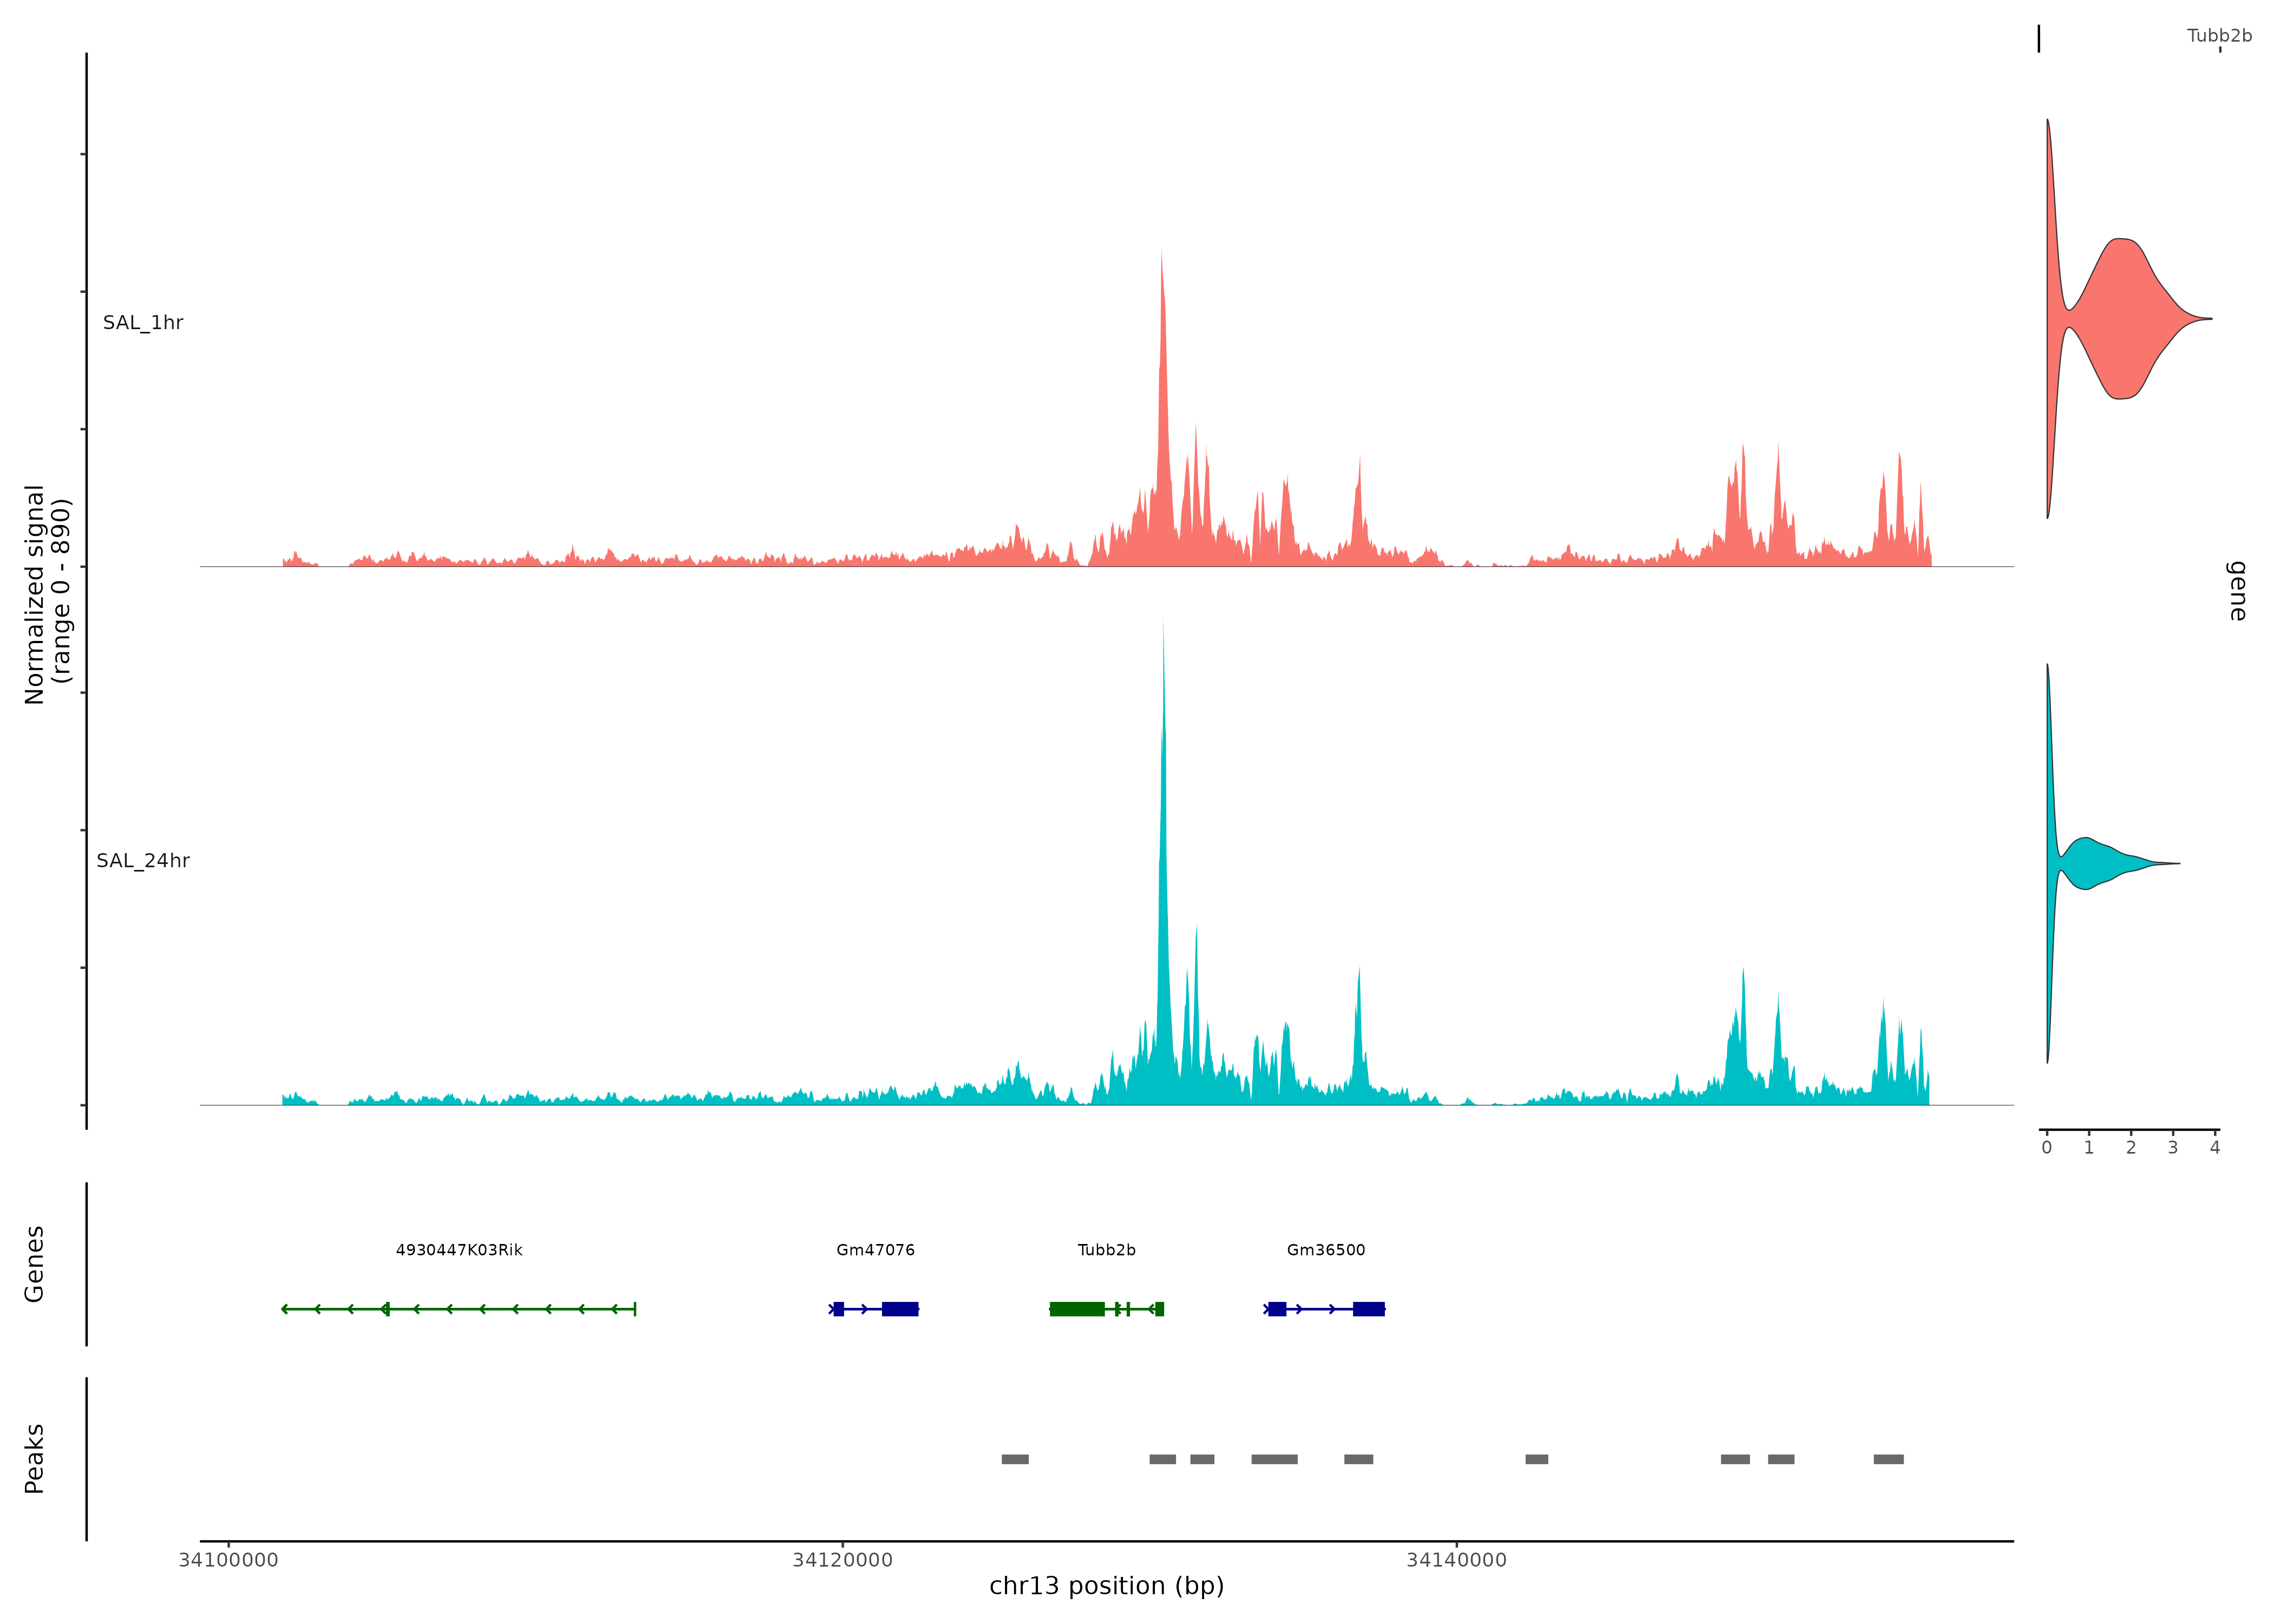 Tubb2b
Normalized signal
(range 0 - 890)
SAL_1hr
SAL_24hr
gene
0 1 2 3 4
Genes
4930447K03Rik Gm47076 Tubb2b Gm36500
Peaks
34100000 34120000 34140000
chr13 position (bp)